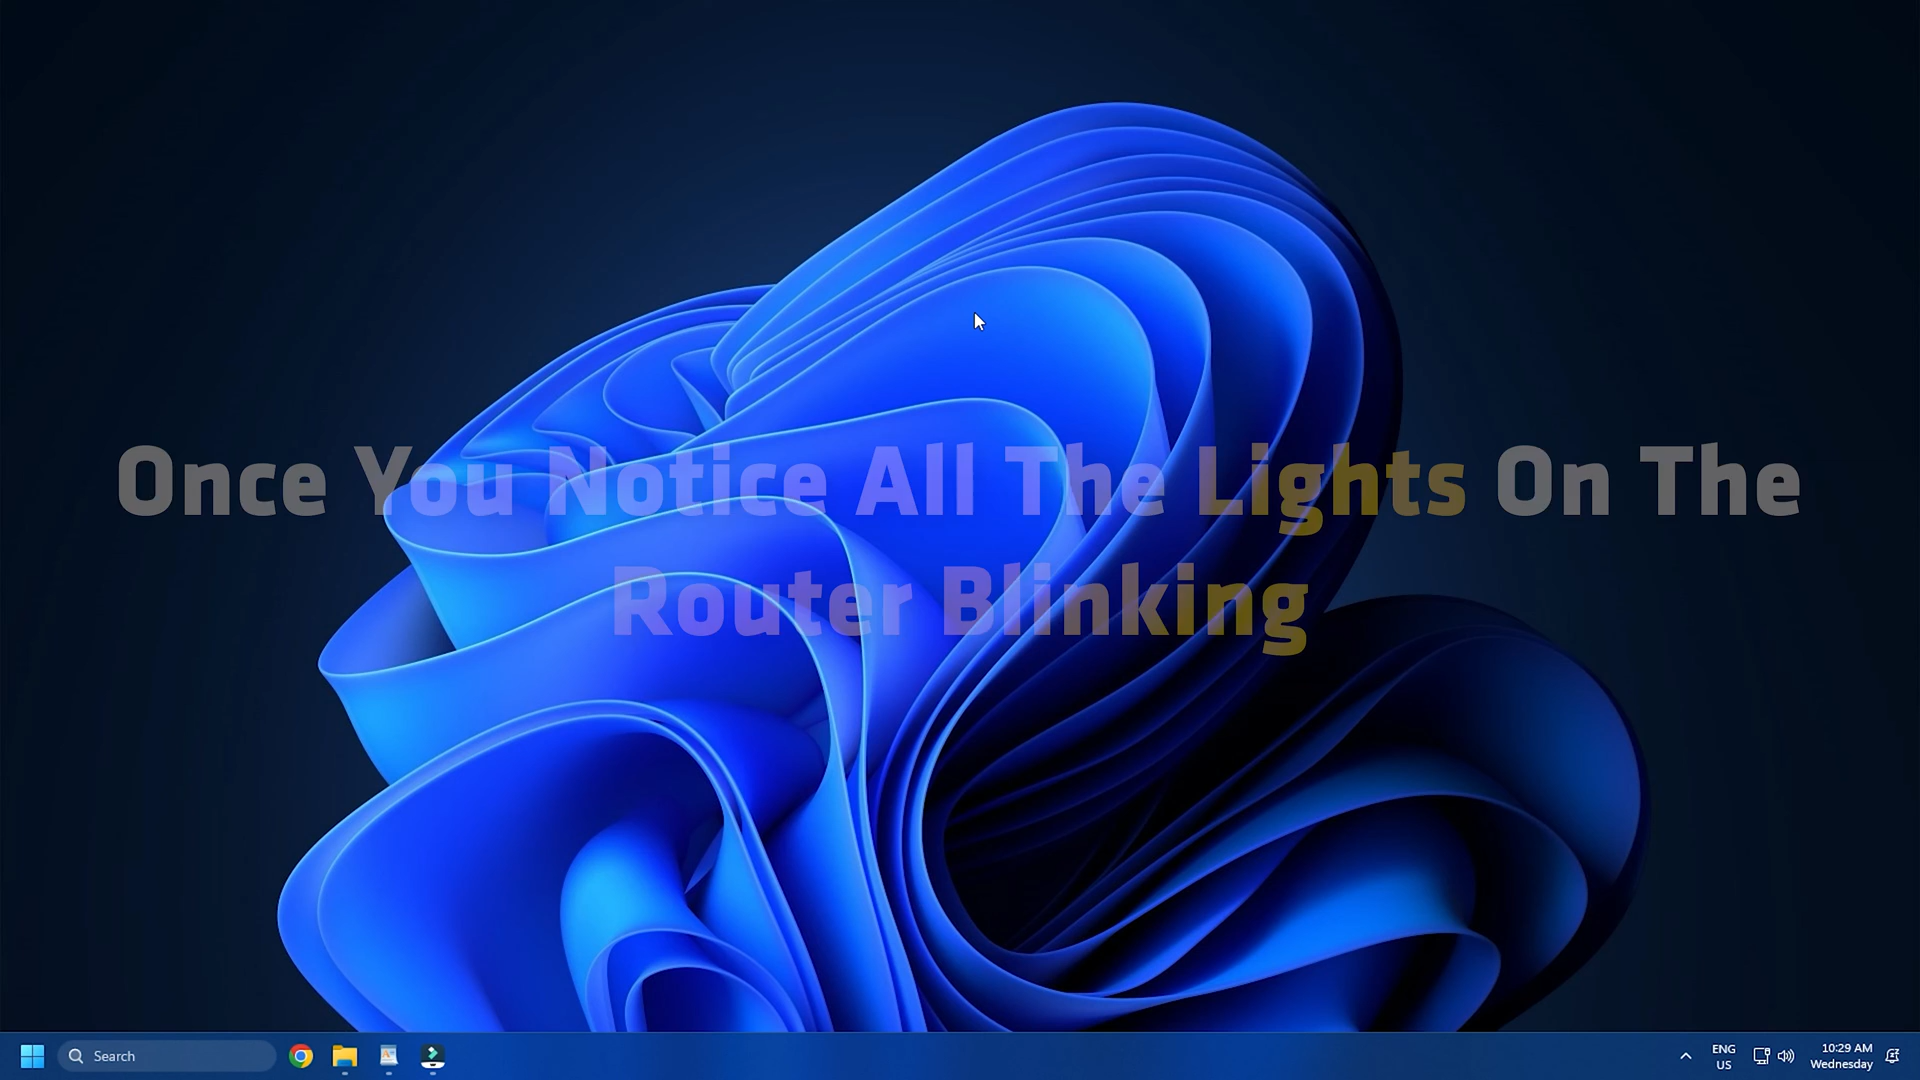 Once You Notice All The Lights On The
Router Blinking
Search
ENG
US
10:29 AM
Wednesday